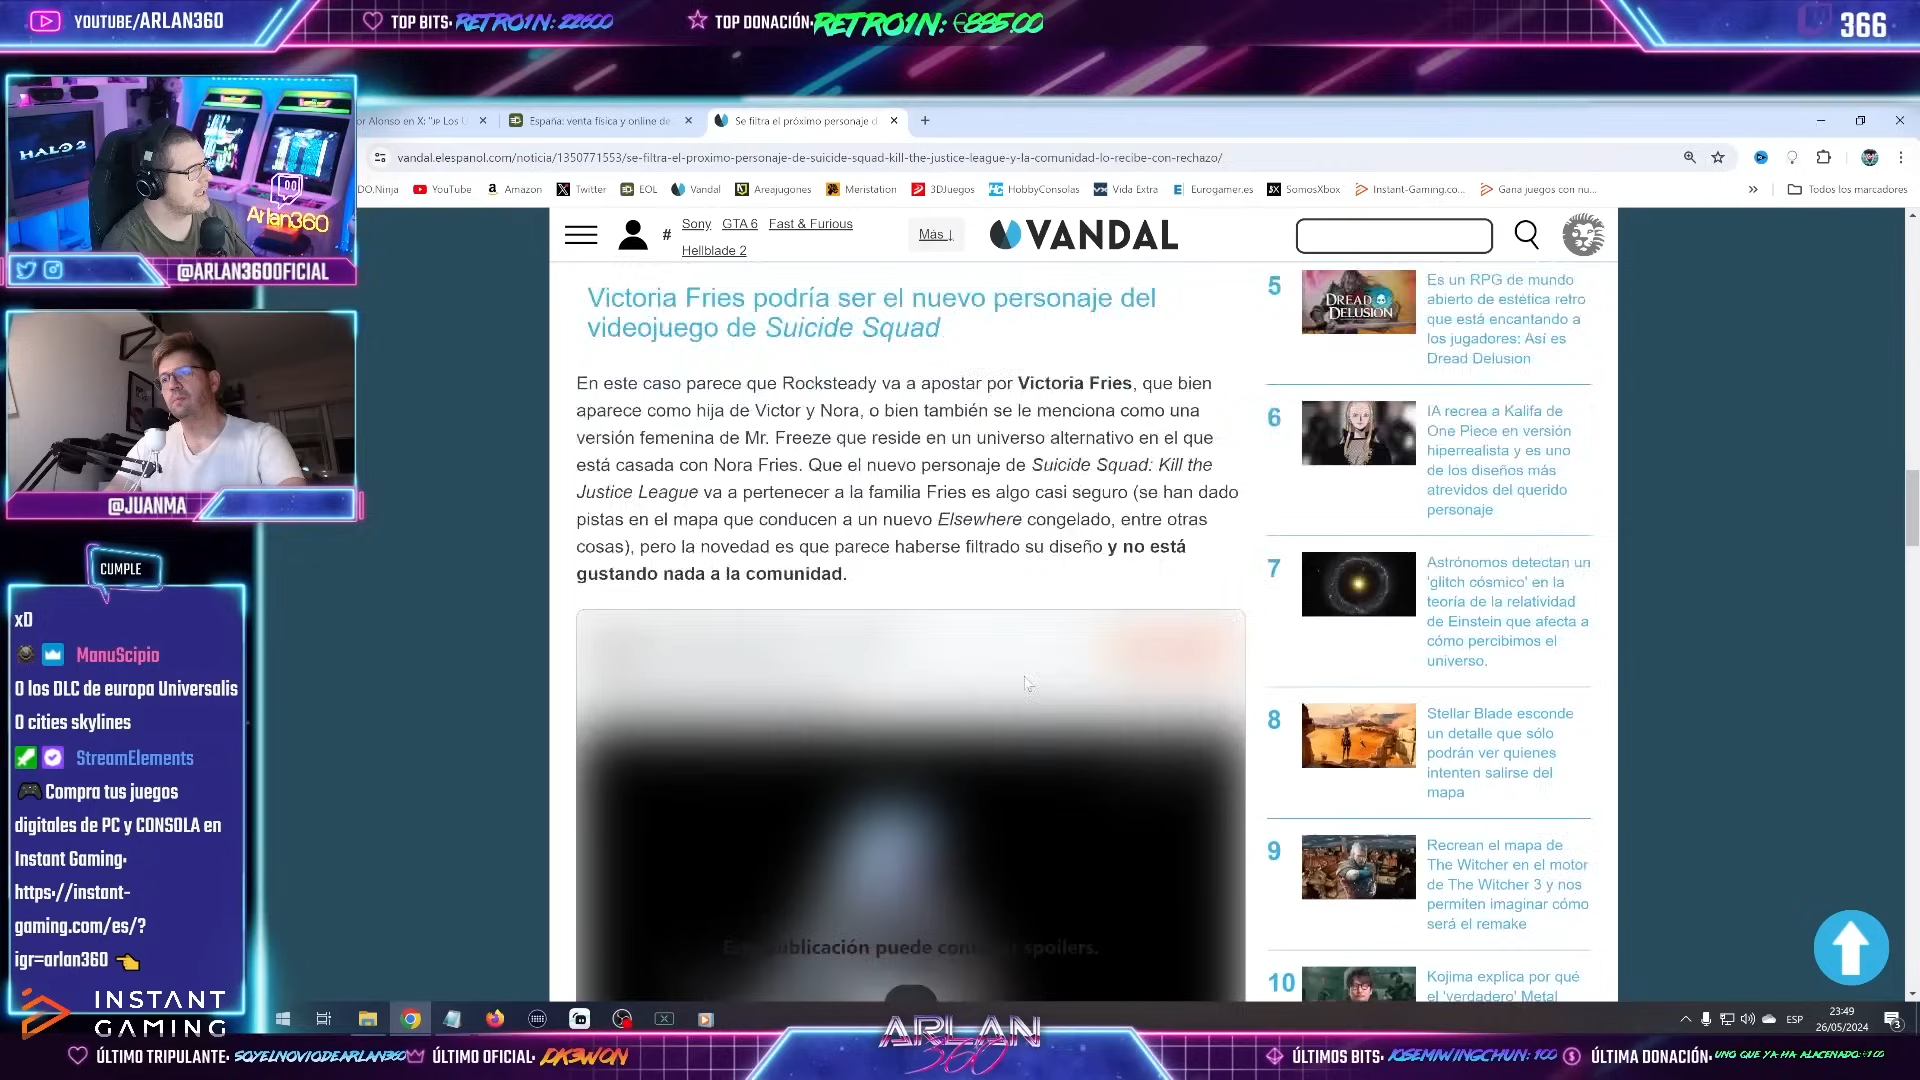 YOUTUBE/ARLAN360
TOP BITS: RETRO1N: 22600
TOP DONACIÓN: RETRO1N: €885.00
366
HALO 2
Arlan360
@ARLAN360OFICIAL
@JUANMA
CUMPLE
xD
ManuScipio
O los DLC de europa Universalis
O cities skylines
StreamElements
Compra tus juegos
digitales de PC y CONSOLA en
Instant Gaming:
https://instant-
gaming.com/es/?
igr=arlan360
INSTANT
GAMING
or Alonso en X: "JP Los U
España: venta física y online de
Se filtra el próximo personaje d
vandal.elespanol.com/noticia/1350771553/se-filtra-el-proximo-personaje-de-suicide-squad-kill-the-justice-league-y-la-comunidad-lo-recibe-con-rechazo/
DO.Ninja YouTube Amazon Twitter EOL Vandal Areajugones Meristation 3DJuegos HobbyConsolas Vida Extra Eurogamer.es SomosXbox Instant-Gaming.co... Gana juegos con nu... » Todos los marcadores
# Sony GTA 6 Fast & Furious
Hellblade 2
Más ↓
VANDAL
Victoria Fries podría ser el nuevo personaje del
videojuego de Suicide Squad
En este caso parece que Rocksteady va a apostar por Victoria Fries, que bien
aparece como hija de Victor y Nora, o bien también se le menciona como una
versión femenina de Mr. Freeze que reside en un universo alternativo en el que
está casada con Nora Fries. Que el nuevo personaje de Suicide Squad: Kill the
Justice League va a pertenecer a la familia Fries es algo casi seguro (se han dado
pistas en el mapa que conducen a un nuevo Elsewhere congelado, entre otras
cosas), pero la novedad es que parece haberse filtrado su diseño y no está
gustando nada a la comunidad.
Esta publicación puede contener spoilers.
5
DREAD
DELUSION
Es un RPG de mundo
abierto de estética retro
que está encantando a
los jugadores: Así es
Dread Delusion
6
IA recrea a Kalifa de
One Piece en versión
hiperrealista y es uno
de los diseños más
atrevidos del querido
personaje
7
Astrónomos detectan un
'glitch cósmico' en la
teoría de la relatividad
de Einstein que afecta a
cómo percibimos el
universo.
8
Stellar Blade esconde
un detalle que sólo
podrán ver quienes
intenten salirse del
mapa
9
Recrean el mapa de
The Witcher en el motor
de The Witcher 3 y nos
permiten imaginar cómo
será el remake
10
Kojima explica por qué
el 'verdadero' Metal
ESP
23:49
26/05/2024
3
ARLAN
360
ÚLTIMO TRIPULANTE: SOYELNOVIODEARLAN360
ÚLTIMO OFICIAL: DK3WON
ÚLTIMOS BITS: JOSEMIWINGCHUN: 100
ÚLTIMA DONACIÓN: UNO QUE YA HA ALACENADO: